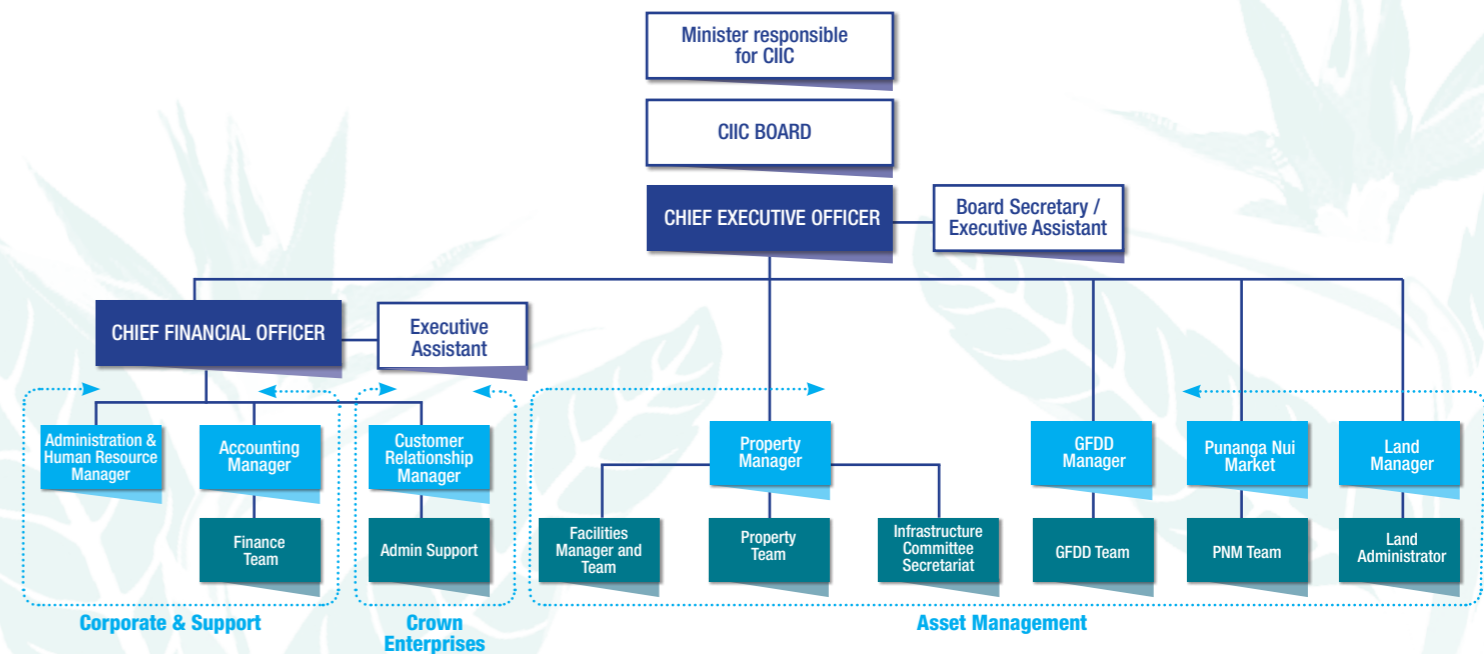 Minister responsible
for CIIC
CIIC BOARD
CHIEF EXECUTIVE OFFICER
Board Secretary /
Executive Assistant
CHIEF FINANCIAL OFFICER
Executive
Assistant
Administration &
Human Resource
Manager
Accounting
Manager
Customer
Relationship
Manager
Property
Manager
GFDD
Manager
Punanga Nui
Market
Land
Manager
Finance
Team
Admin Support
Facilities
Manager and
Team
Property
Team
Infrastructure
Committee
Secretariat
GFDD Team
PNM Team
Land
Administrator
Corporate & Support
Crown
Enterprises
Asset Management